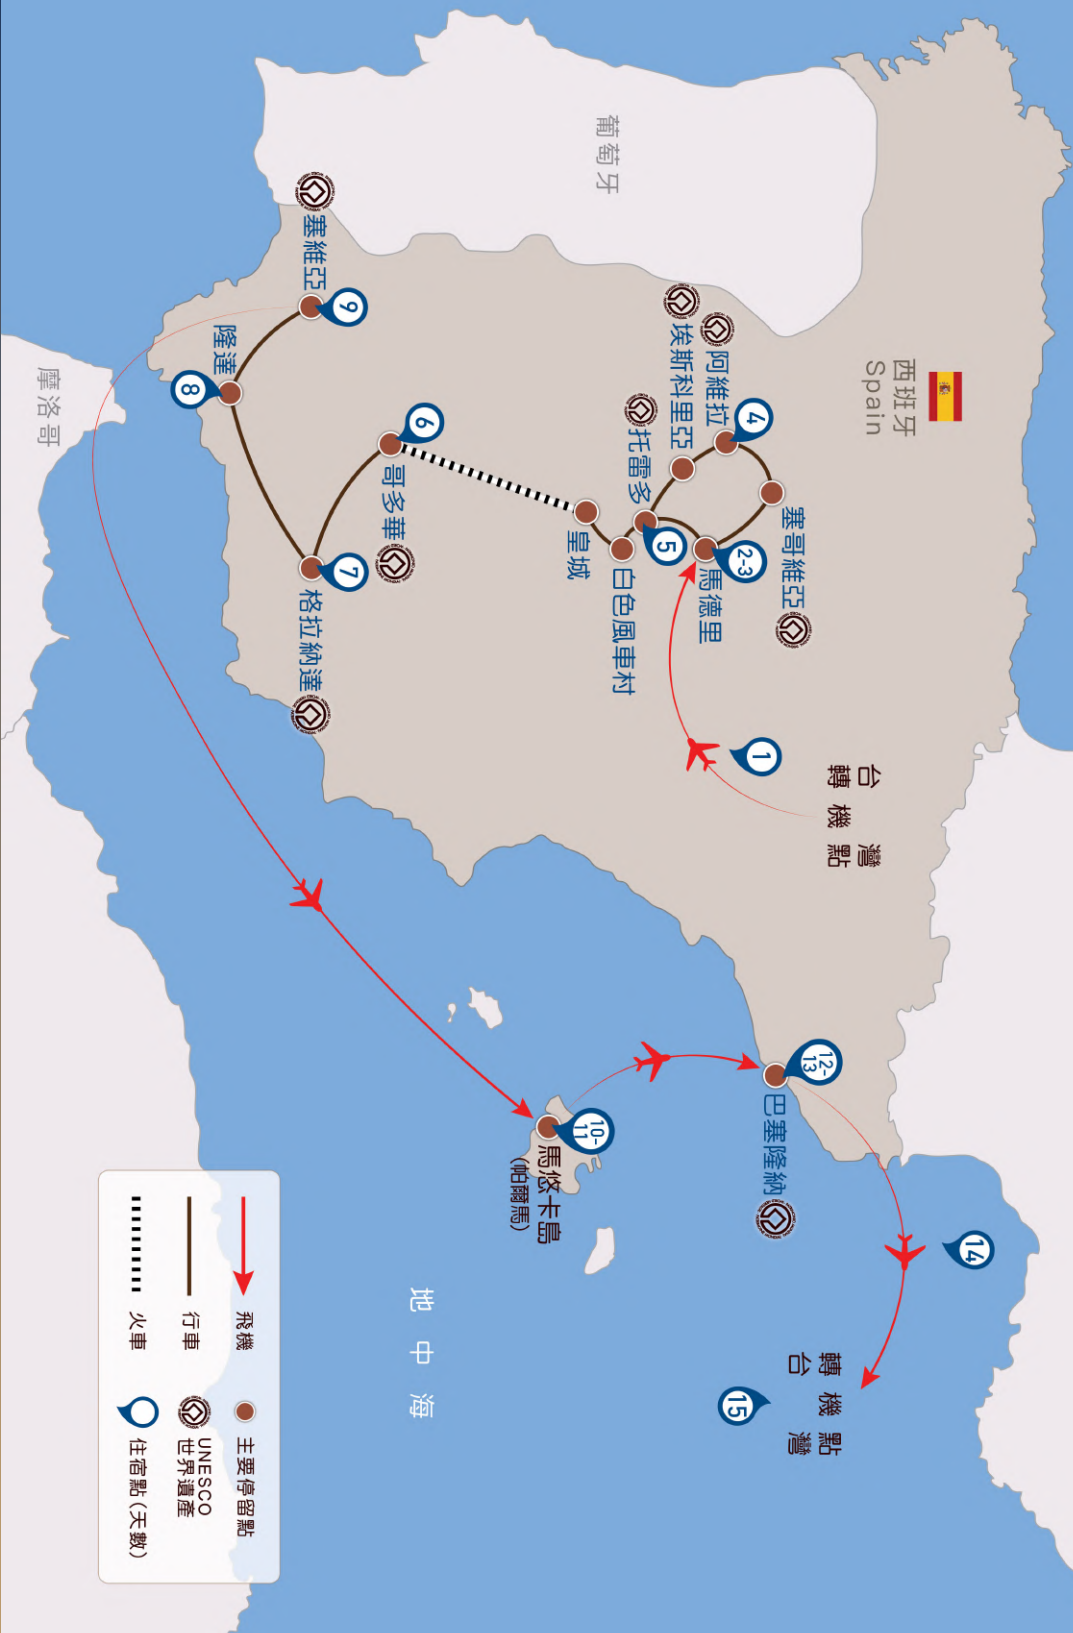 西班牙
Spain
葡萄牙
摩洛哥
地中海
台灣
轉機點
1
2-3
馬德里
塞哥維亞
4
阿維拉
埃斯科里亞
托雷多
5
白色風車村
皇城
6
哥多華
7
格拉納達
8
隆達
9
塞維亞
10-
11
馬悠卡島
(帕爾馬)
12-
13
巴塞隆納
14
轉機點
台灣
15
飛機
行車
火車
主要停留點
UNESCO
世界遺產
住宿點(天數)